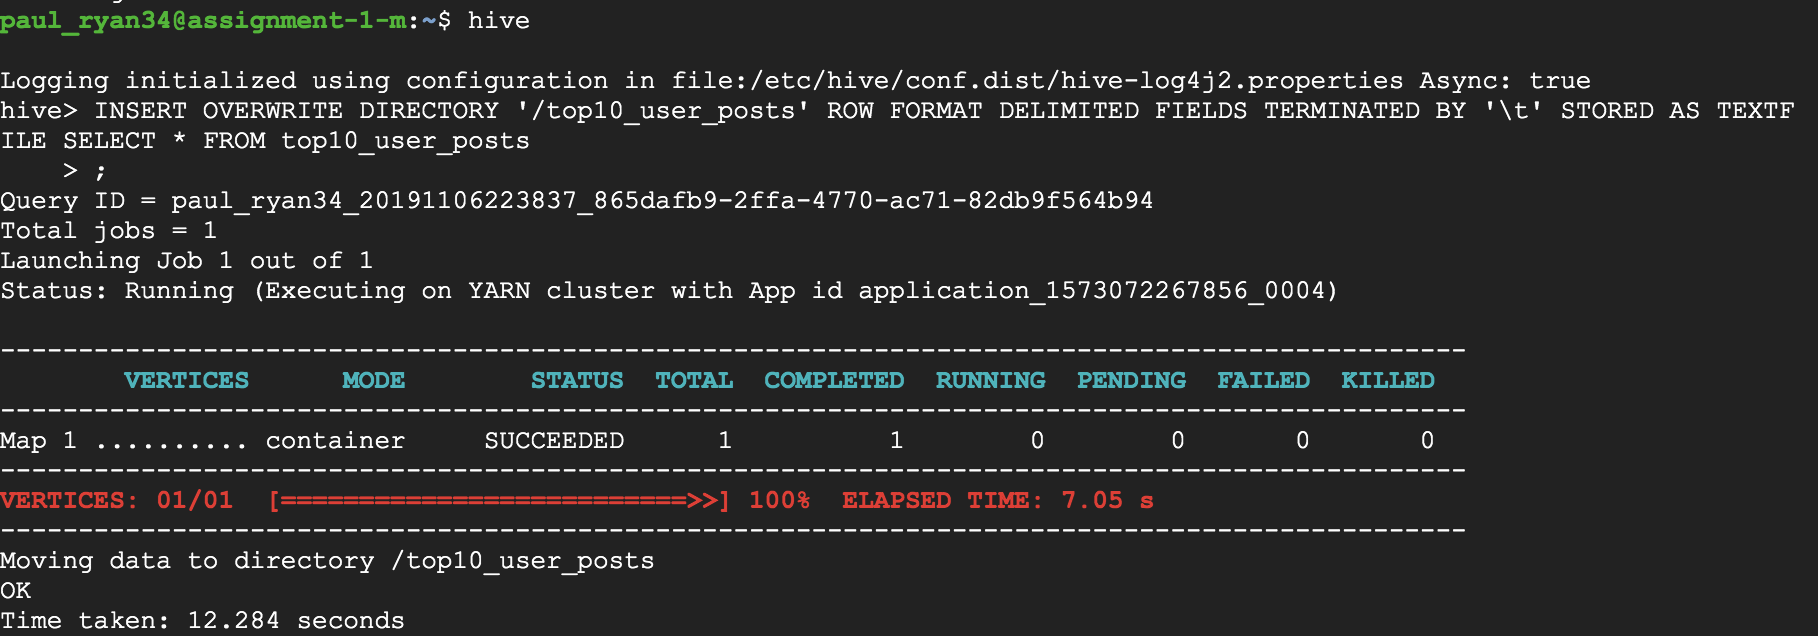 paul_ryan34@assignment-1-m:~$ hive
Logging initialized using configuration in file:/etc/hive/conf.dist/hive-log4j2.properties Async: true
hive> INSERT OVERWRITE DIRECTORY '/top10_user_posts' ROW FORMAT DELIMITED FIELDS TERMINATED BY '\t' STORED AS TEXTF
ILE SELECT * FROM top10_user_posts
    > ;
Query ID = paul_ryan34_20191106223837_865dafb9-2ffa-4770-ac71-82db9f564b94
Total jobs = 1
Launching Job 1 out of 1
Status: Running (Executing on YARN cluster with App id application_1573072267856_0004)
----------------------------------------------------------------------------------------------
        VERTICES      MODE        STATUS  TOTAL  COMPLETED  RUNNING  PENDING  FAILED  KILLED
----------------------------------------------------------------------------------------------
Map 1 .......... container     SUCCEEDED      1          1        0        0       0       0
----------------------------------------------------------------------------------------------
VERTICES: 01/01  [==========================>>] 100%  ELAPSED TIME: 7.05 s
----------------------------------------------------------------------------------------------
Moving data to directory /top10_user_posts
OK
Time taken: 12.284 seconds